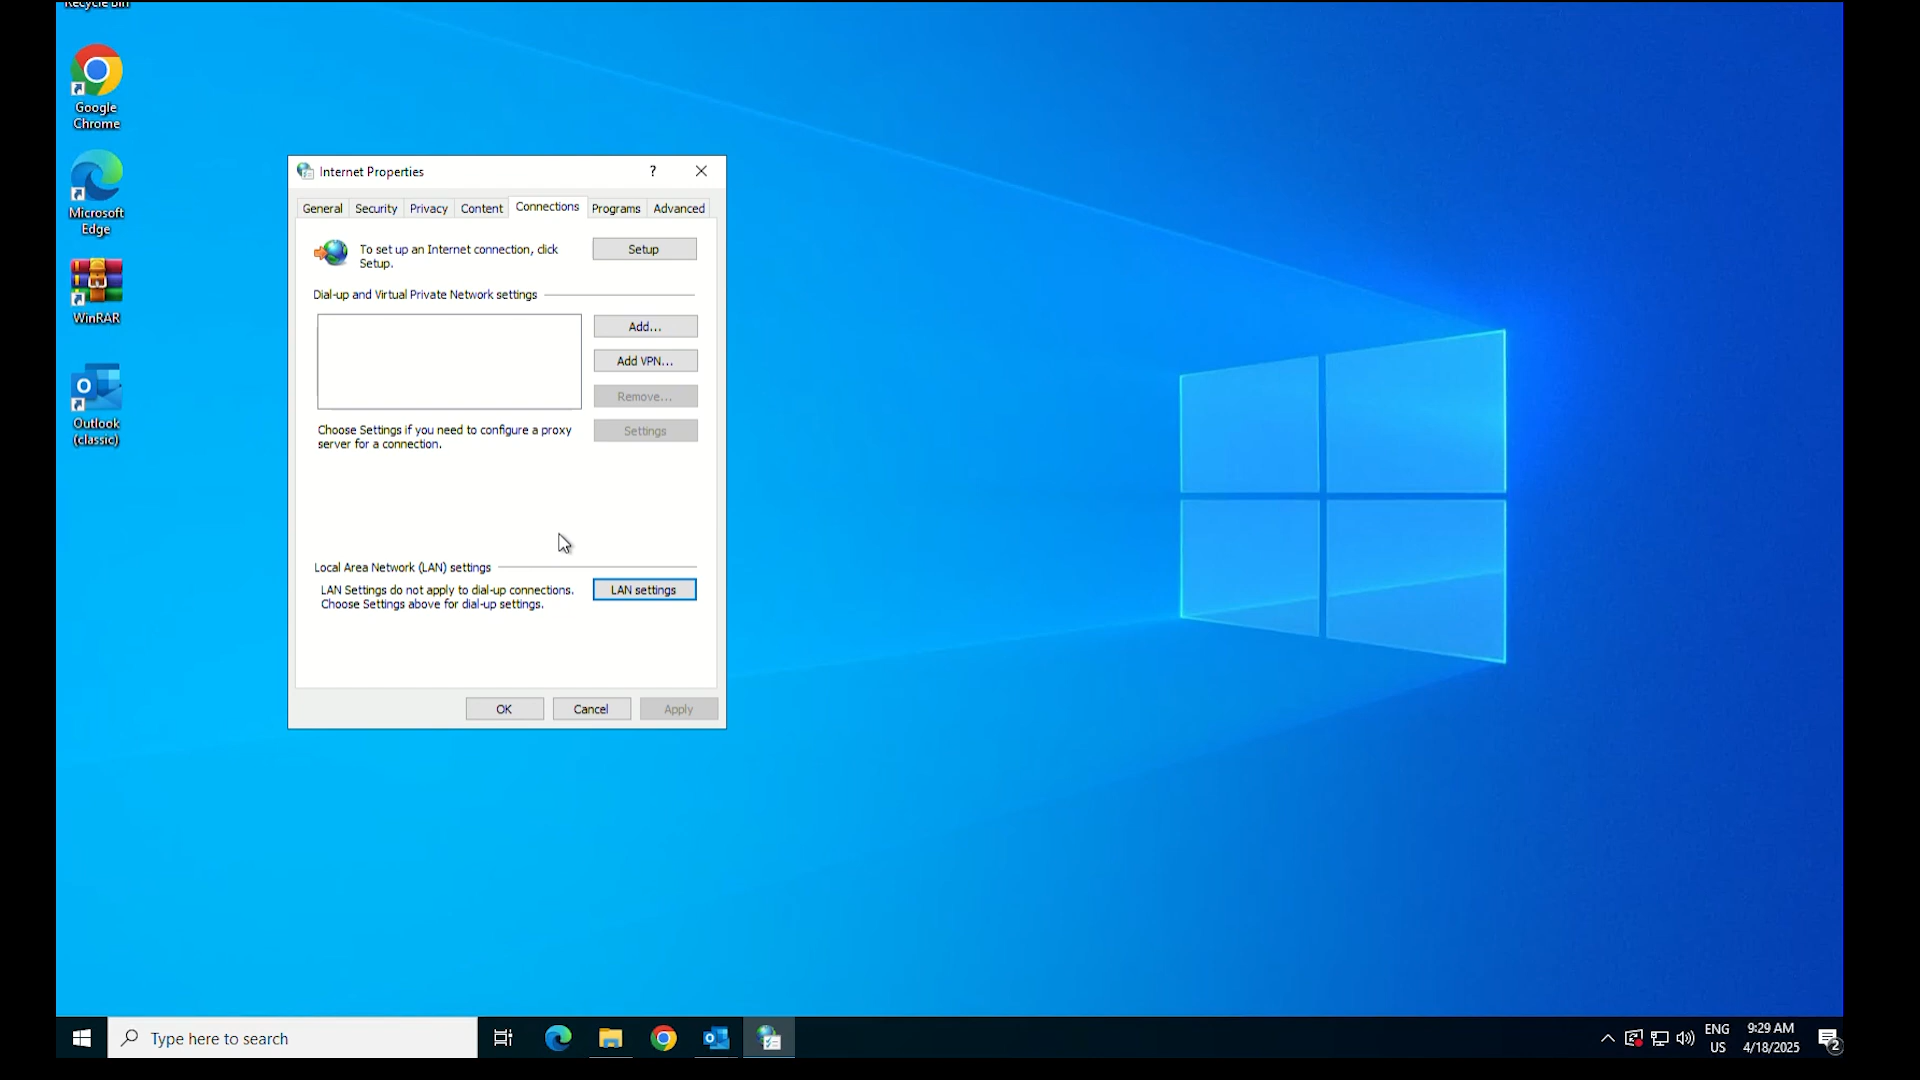 Recycle Bin
Google
Chrome
Microsoft
Edge
WinRAR
Outlook
(classic)
Internet Properties
?
General
Security
Privacy
Content
Connections
Programs
Advanced
To set up an Internet connection, click
Setup.
Setup
Dial-up and Virtual Private Network settings
Add...
Add VPN...
Remove...
Choose Settings if you need to configure a proxy
server for a connection.
Settings
Local Area Network (LAN) settings
LAN Settings do not apply to dial-up connections.
Choose Settings above for dial-up settings.
LAN settings
OK
Cancel
Apply
Type here to search
ENG
US
9:29 AM
4/18/2025
2